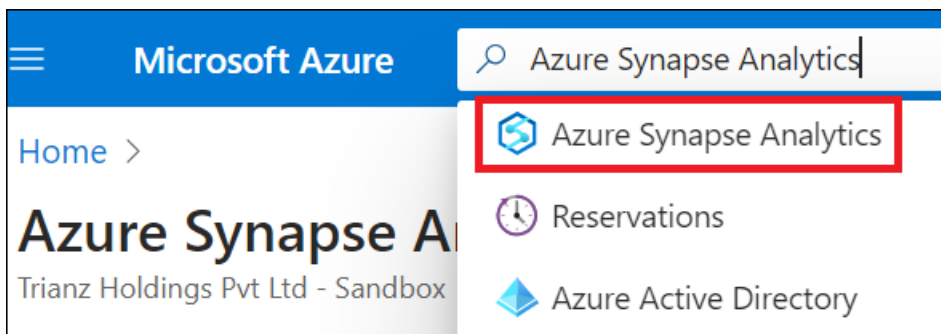 Microsoft Azure
Azure Synapse Analytics
Azure Synapse Analytics
Home >
Reservations
Azure Synapse A
Trianz Holdings Pvt Ltd - Sandbox
Azure Active Directory